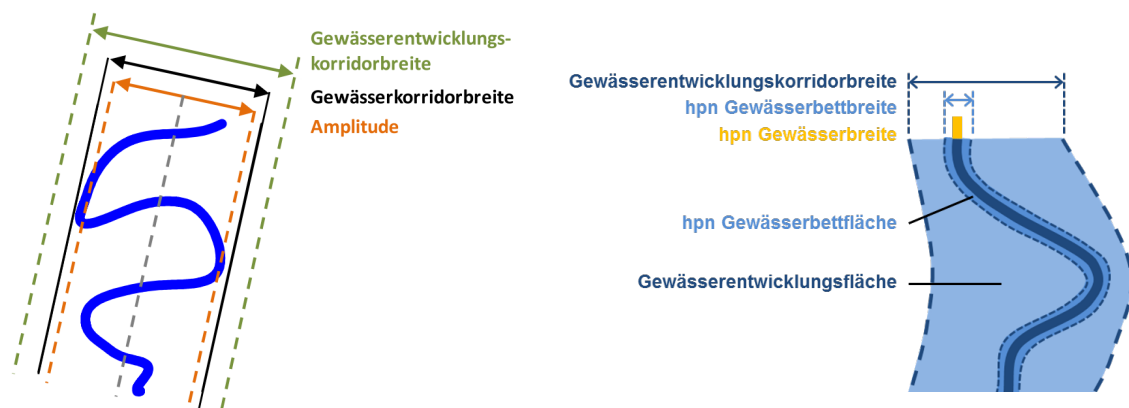 Gewässerentwicklungs-
korridorbreite
Gewässerkorridorbreite
Amplitude
Gewässerentwicklungskorridorbreite
hpn Gewässerbettbreite
hpn Gewässerbreite
hpn Gewässerbettfläche
Gewässerentwicklungsfläche